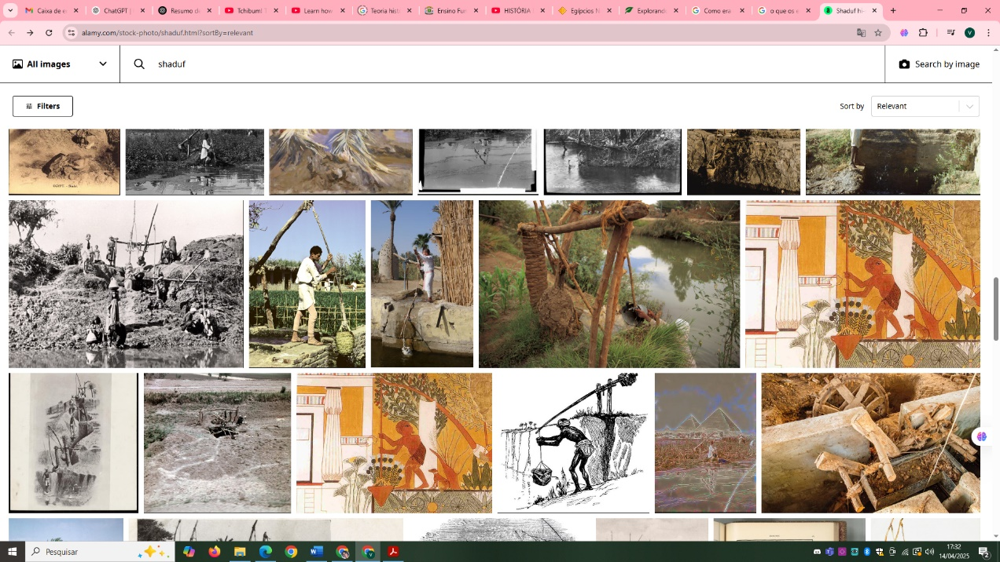 Caixa de e
ChatGPT |
Resumo d
Tchibum! T
Learn how
Teoria hist
Ensino Fur
HISTÓRIA
Egípcios N
Explorand
Como era
o que os e
Shaduf hi
alamy.com/stock-photo/shaduf.html?sortBy=relevant
V
All images
shaduf
Search by image
Filters
Sort by
Relevant
Pesquisar
17:32
14/04/2025
2